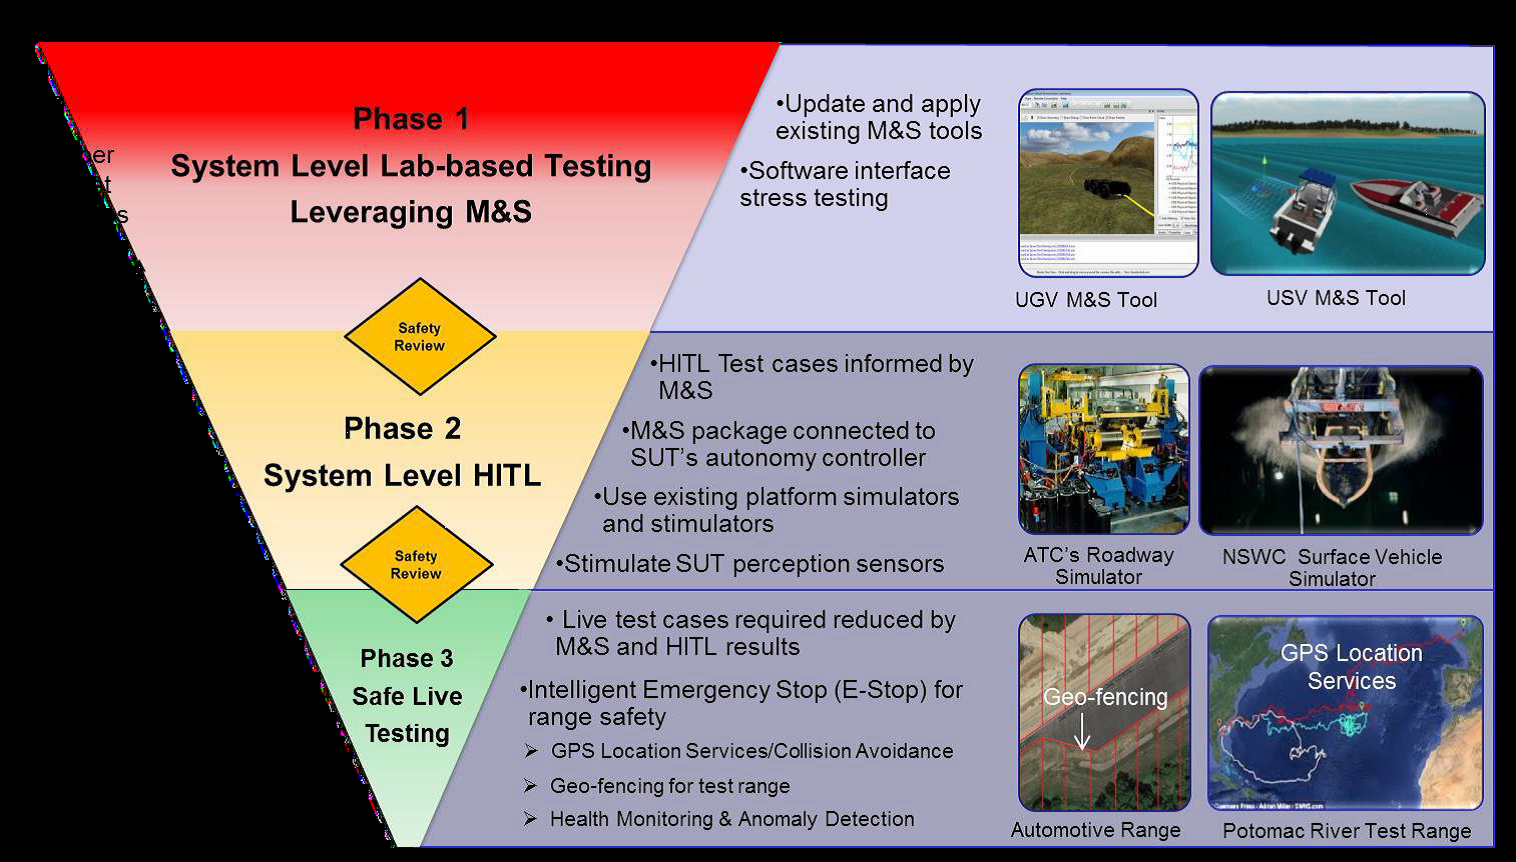 Phase 1
System Level Lab-based Testing
Leveraging M&S
•Update and apply
existing M&S tools
•Software interface
stress testing
UGV M&S Tool
USV M&S Tool
Safety
Review
Phase 2
System Level HITL
•HITL Test cases informed by
M&S
•M&S package connected to
SUT's autonomy controller
•Use existing platform simulators
and stimulators
•Stimulate SUT perception sensors
ATC's Roadway
Simulator
NSWC Surface Vehicle
Simulator
Safety
Review
Phase 3
Safe Live
Testing
• Live test cases required reduced by
M&S and HITL results
•Intelligent Emergency Stop (E-Stop) for
range safety
➢ GPS Location Services/Collision Avoidance
➢ Geo-fencing for test range
➢ Health Monitoring & Anomaly Detection
Geo-fencing
Automotive Range
GPS Location
Services
Potomac River Test Range